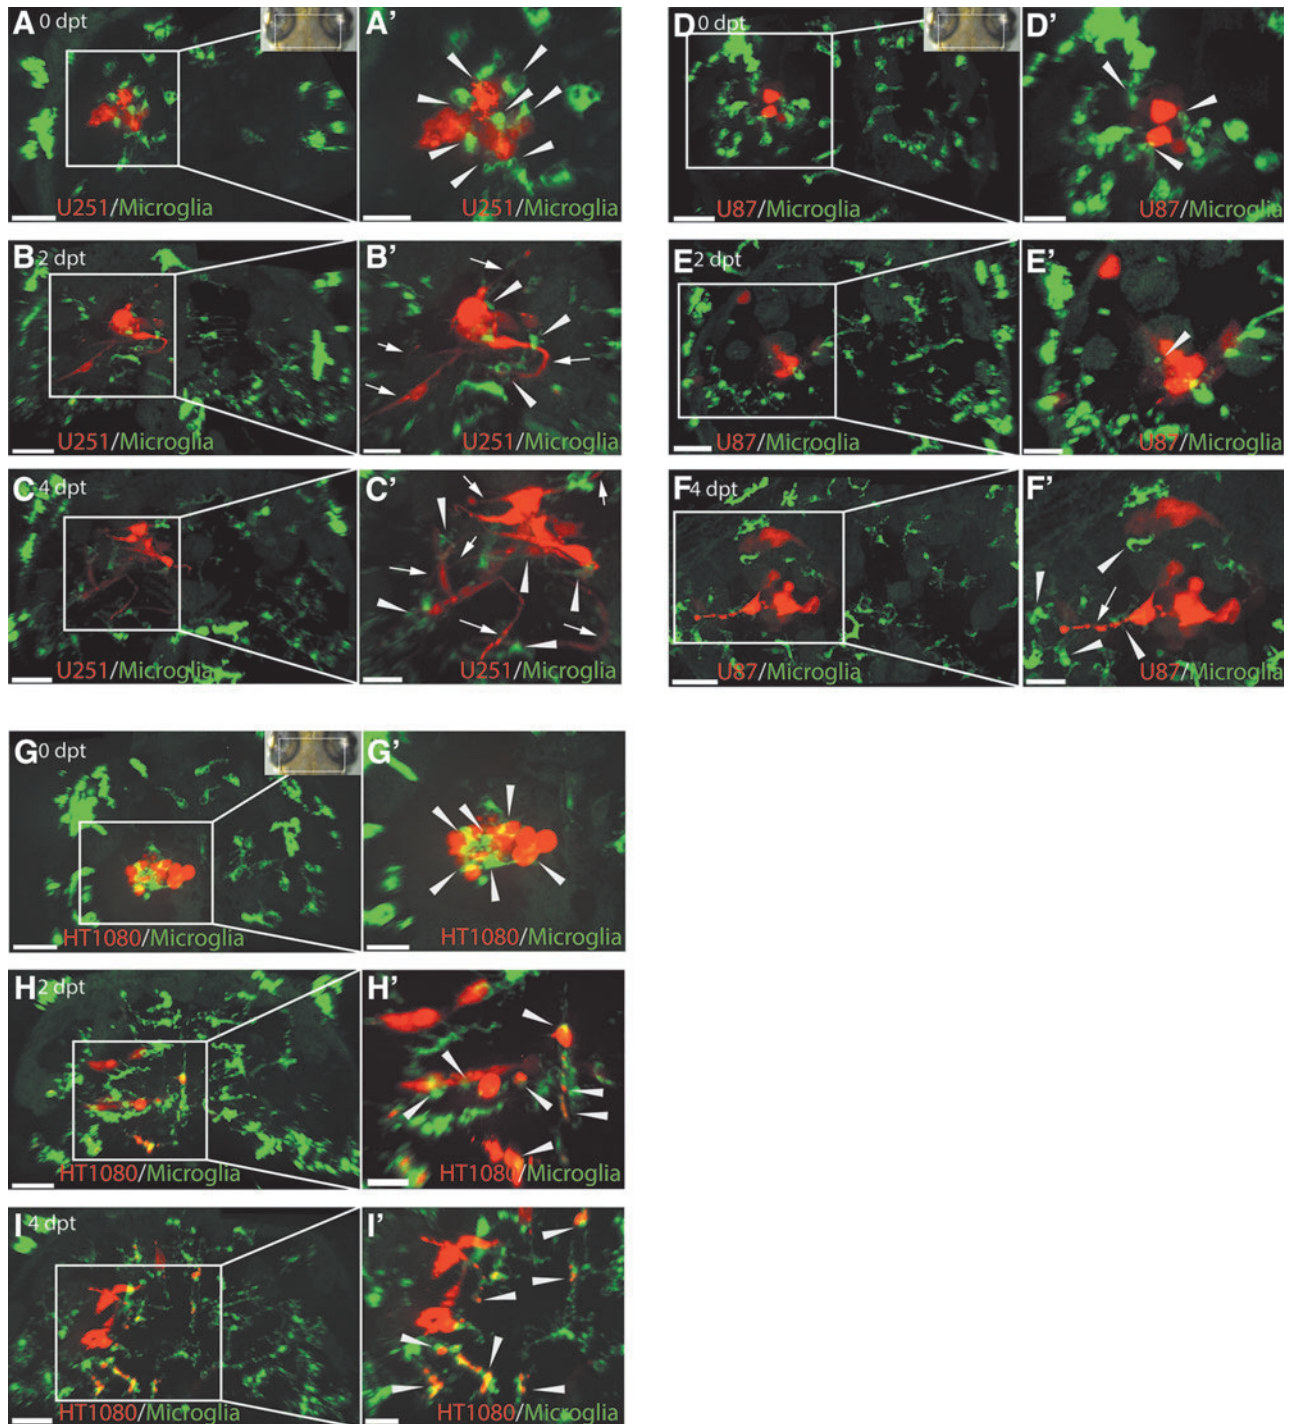 A 0 dpt
U251/Microglia
A’
U251/Microglia
B 2 dpt
U251/Microglia
B’
U251/Microglia
C 4 dpt
U251/Microglia
C’
U251/Microglia
D 0 dpt
U87/Microglia
D’
U87/Microglia
E 2 dpt
U87/Microglia
E’
U87/Microglia
F 4 dpt
U87/Microglia
F’
U87/Microglia
G 0 dpt
HT1080/Microglia
G’
HT1080/Microglia
H 2 dpt
HT1080/Microglia
H’
HT1080/Microglia
I 4 dpt
HT1080/Microglia
I’
HT1080/Microglia